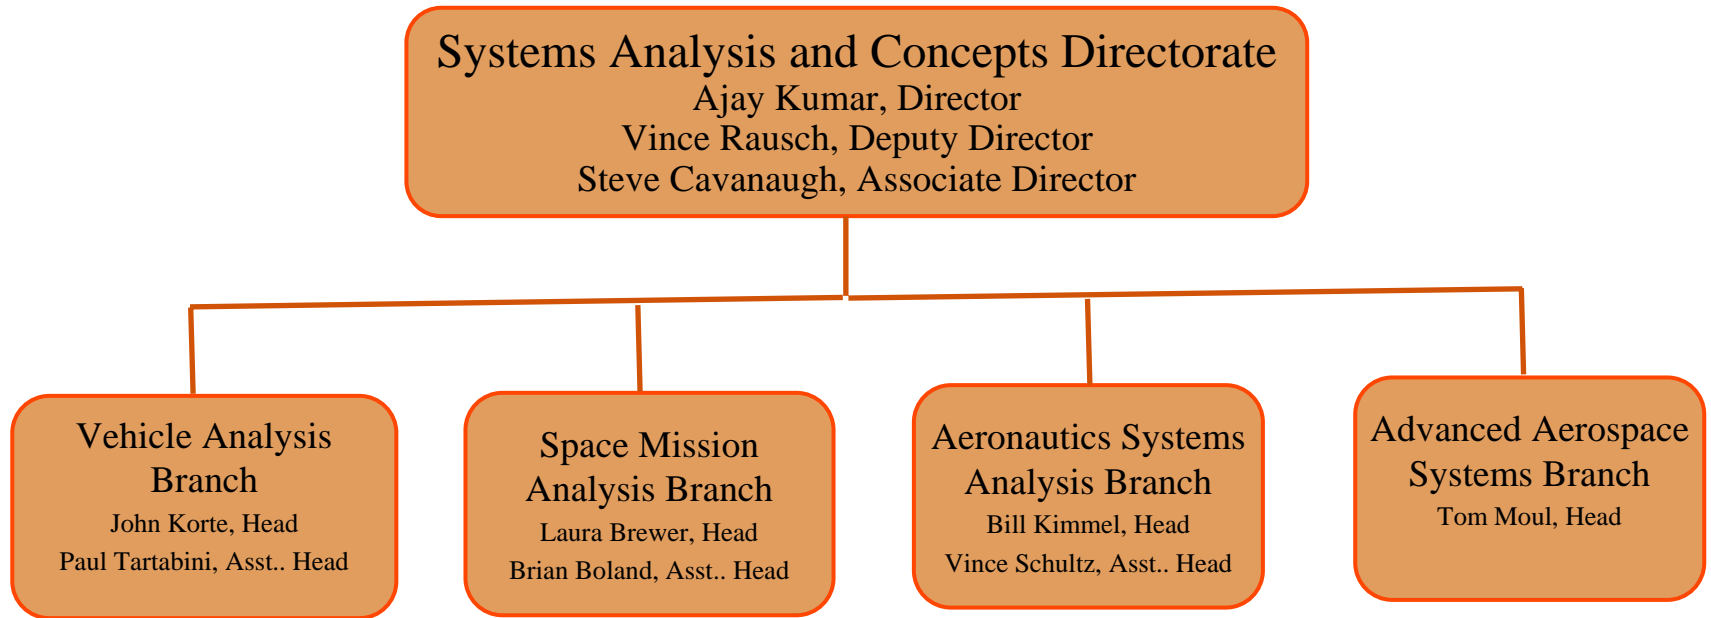 Systems Analysis and Concepts Directorate
Ajay Kumar, Director
Vince Rausch, Deputy Director
Steve Cavanaugh, Associate Director
Vehicle Analysis
Branch
John Korte, Head
Paul Tartabini, Asst.. Head
Space Mission
Analysis Branch
Laura Brewer, Head
Brian Boland, Asst.. Head
Aeronautics Systems
Analysis Branch
Bill Kimmel, Head
Vince Schultz, Asst.. Head
Advanced Aerospace
Systems Branch
Tom Moul, Head